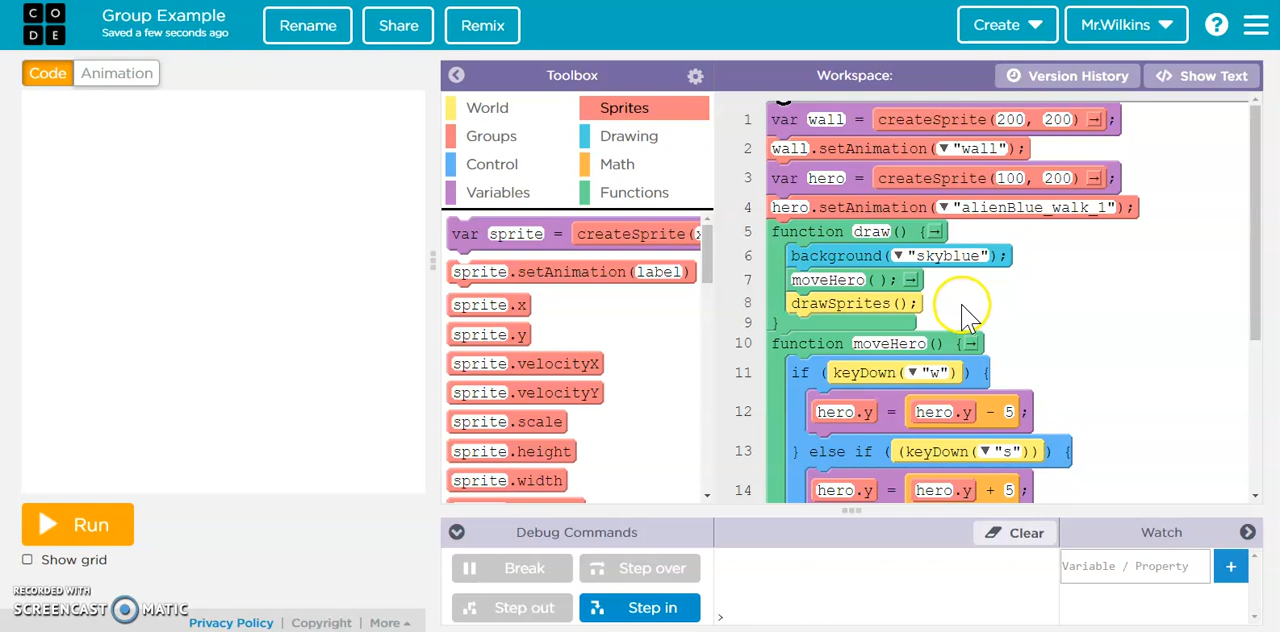 C O D E
Group Example
Saved a few seconds ago
Rename
Share
Remix
Create
Mr.Wilkins
?
Code
Animation
Toolbox
Workspace:
Version History
</> Show Text
World
Sprites
Groups
Drawing
Control
Math
Variables
Functions
var sprite = createSprite(x
sprite.setAnimation(label)
sprite.x
sprite.y
sprite.velocityX
sprite.velocityY
sprite.scale
sprite.height
sprite.width
1 var wall = createSprite(200, 200);
2 wall.setAnimation("wall");
3 var hero = createSprite(100, 200);
4 hero.setAnimation("alienBlue_walk_1");
5 function draw() {
6 background("skyblue");
7 moveHero();
8 drawSprites();
9 }
10 function moveHero() {
11 if (keyDown("w")) {
12 hero.y = hero.y - 5;
13 } else if ((keyDown("s"))) {
14 hero.y = hero.y + 5;
Run
Show grid
RECORDED WITH
SCREENCAST MATIC
Privacy Policy | Copyright | More
Debug Commands
Clear
Watch
Break
Step over
Step out
Step in
>
Variable / Property
+